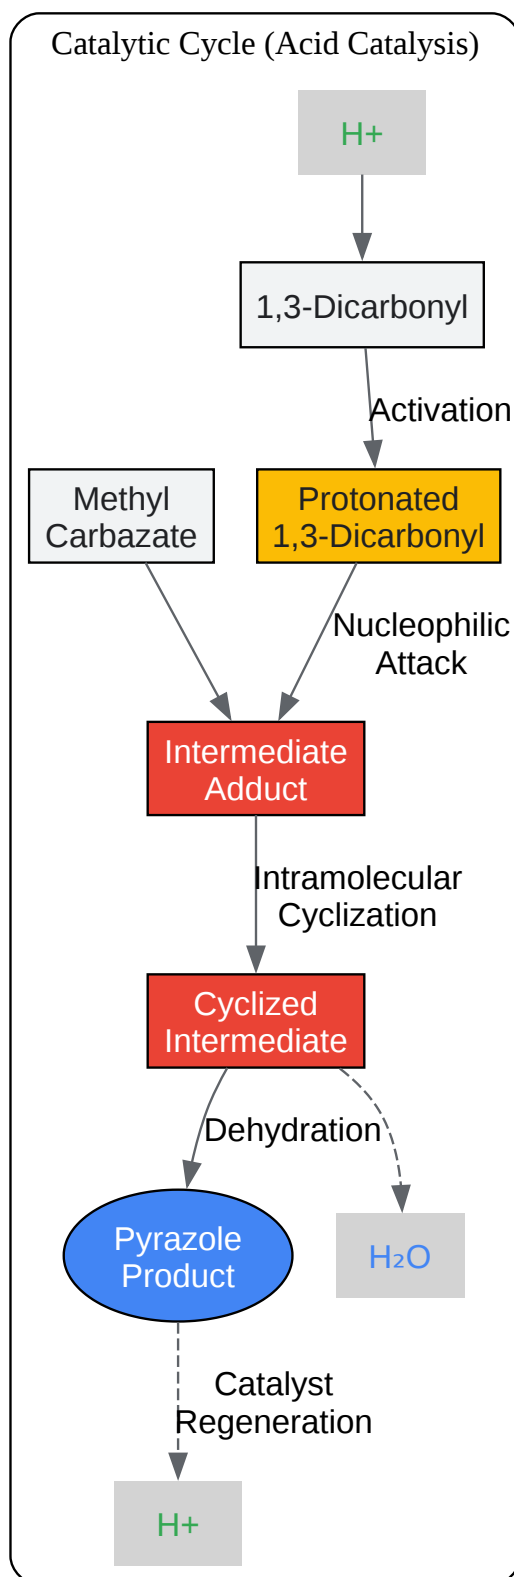 Catalytic Cycle (Acid Catalysis)
H+
1,3-Dicarbonyl
Activation
Methyl
Carbazate
Protonated
1,3-Dicarbonyl
Nucleophilic
Attack
Intermediate
Adduct
Intramolecular
Cyclization
Cyclized
Intermediate
Dehydration
Pyrazole
Product
H₂O
Catalyst
Regeneration
H+